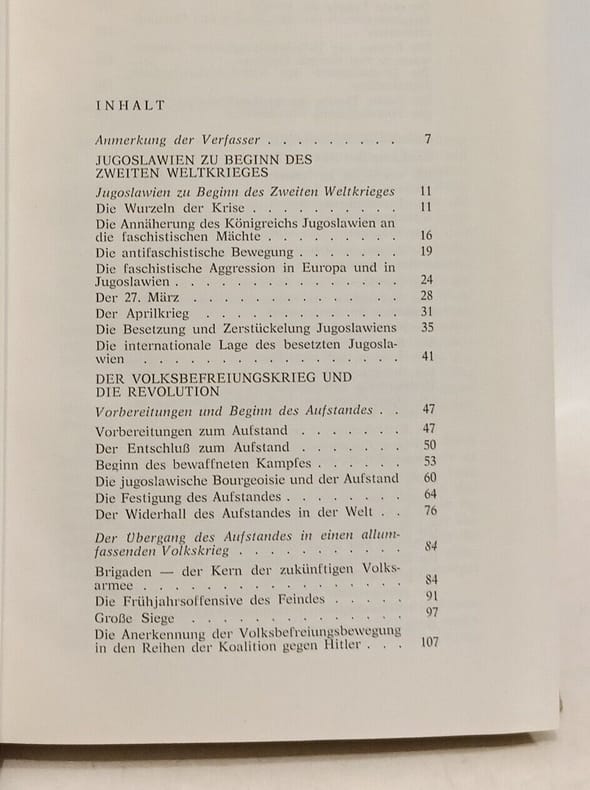 INHALT
Anmerkung der Verfasser . . . . . . . . . 7
JUGOSLAWIEN ZU BEGINN DES
ZWEITEN WELTKRIEGES
Jugoslawien zu Beginn des Zweiten Weltkrieges 11
Die Wurzeln der Krise . . . . . . . . . . 11
Die Annäherung des Königreichs Jugoslawien an
die faschistischen Mächte . . . . . . . . . 16
Die antifaschistische Bewegung . . . . . . . 19
Die faschistische Aggression in Europa und in
Jugoslawien . . . . . . . . . . . . . . . 24
Der 27. März . . . . . . . . . . . . . 28
Der Aprilkrieg . . . . . . . . . . . . . 31
Die Besetzung und Zerstückelung Jugoslawiens 35
Die internationale Lage des besetzten Jugosla-
wien . . . . . . . . . . . . . . . . . 41
DER VOLKSBEFREIUNGSKRIEG UND
DIE REVOLUTION
Vorbereitungen und Beginn des Aufstandes . . 47
Vorbereitungen zum Aufstand . . . . . . . 47
Der Entschluß zum Aufstand . . . . . . . 50
Beginn des bewaffneten Kampfes . . . . . . 53
Die jugoslawische Bourgeoisie und der Aufstand 60
Die Festigung des Aufstandes . . . . . . . . 64
Der Widerhall des Aufstandes in der Welt . . 76
Der Ubergang des Aufstandes in einen allum-
fassenden Volkskrieg . . . . . . . . . . . 84
Brigaden — der Kern der zukünftigen Volks-
armee . . . . . . . . . . . . . . . . . 84
Die Frühjahrsoffensive des Feindes . . . . . 91
Große Siege . . . . . . . . . . . . . . 97
Die Anerkennung der Volksbefreiungsbewegung
in den Reihen der Koalition gegen Hitler . . . 107